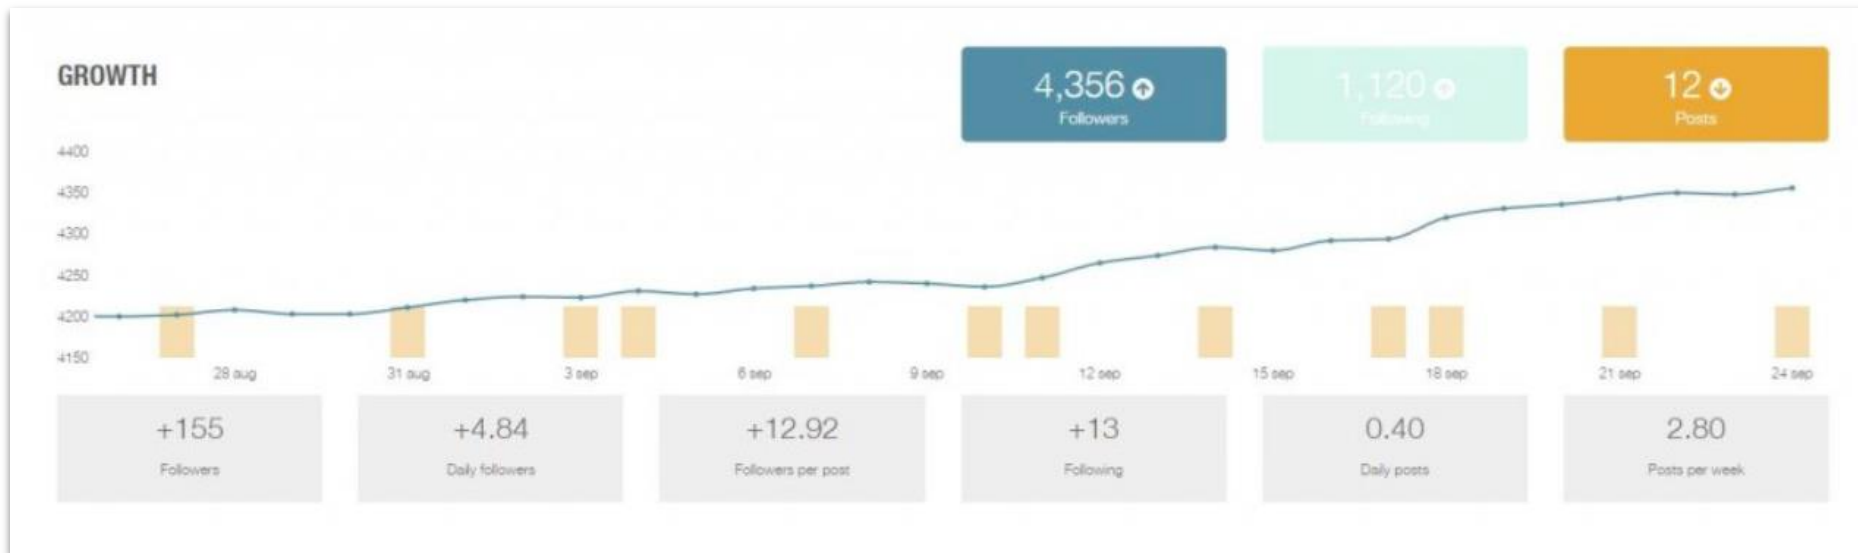 GROWTH
4,356
Followers
1,120
Following
12
Posts
4400
4350
4300
4250
4200
4150
28 aug
31 aug
3 sep
6 sep
9 sep
12 sep
15 sep
18 sep
21 sep
24 sep
+155
Followers
+4.84
Daily followers
+12.92
Followers per post
+13
Following
0.40
Daily posts
2.80
Posts per week